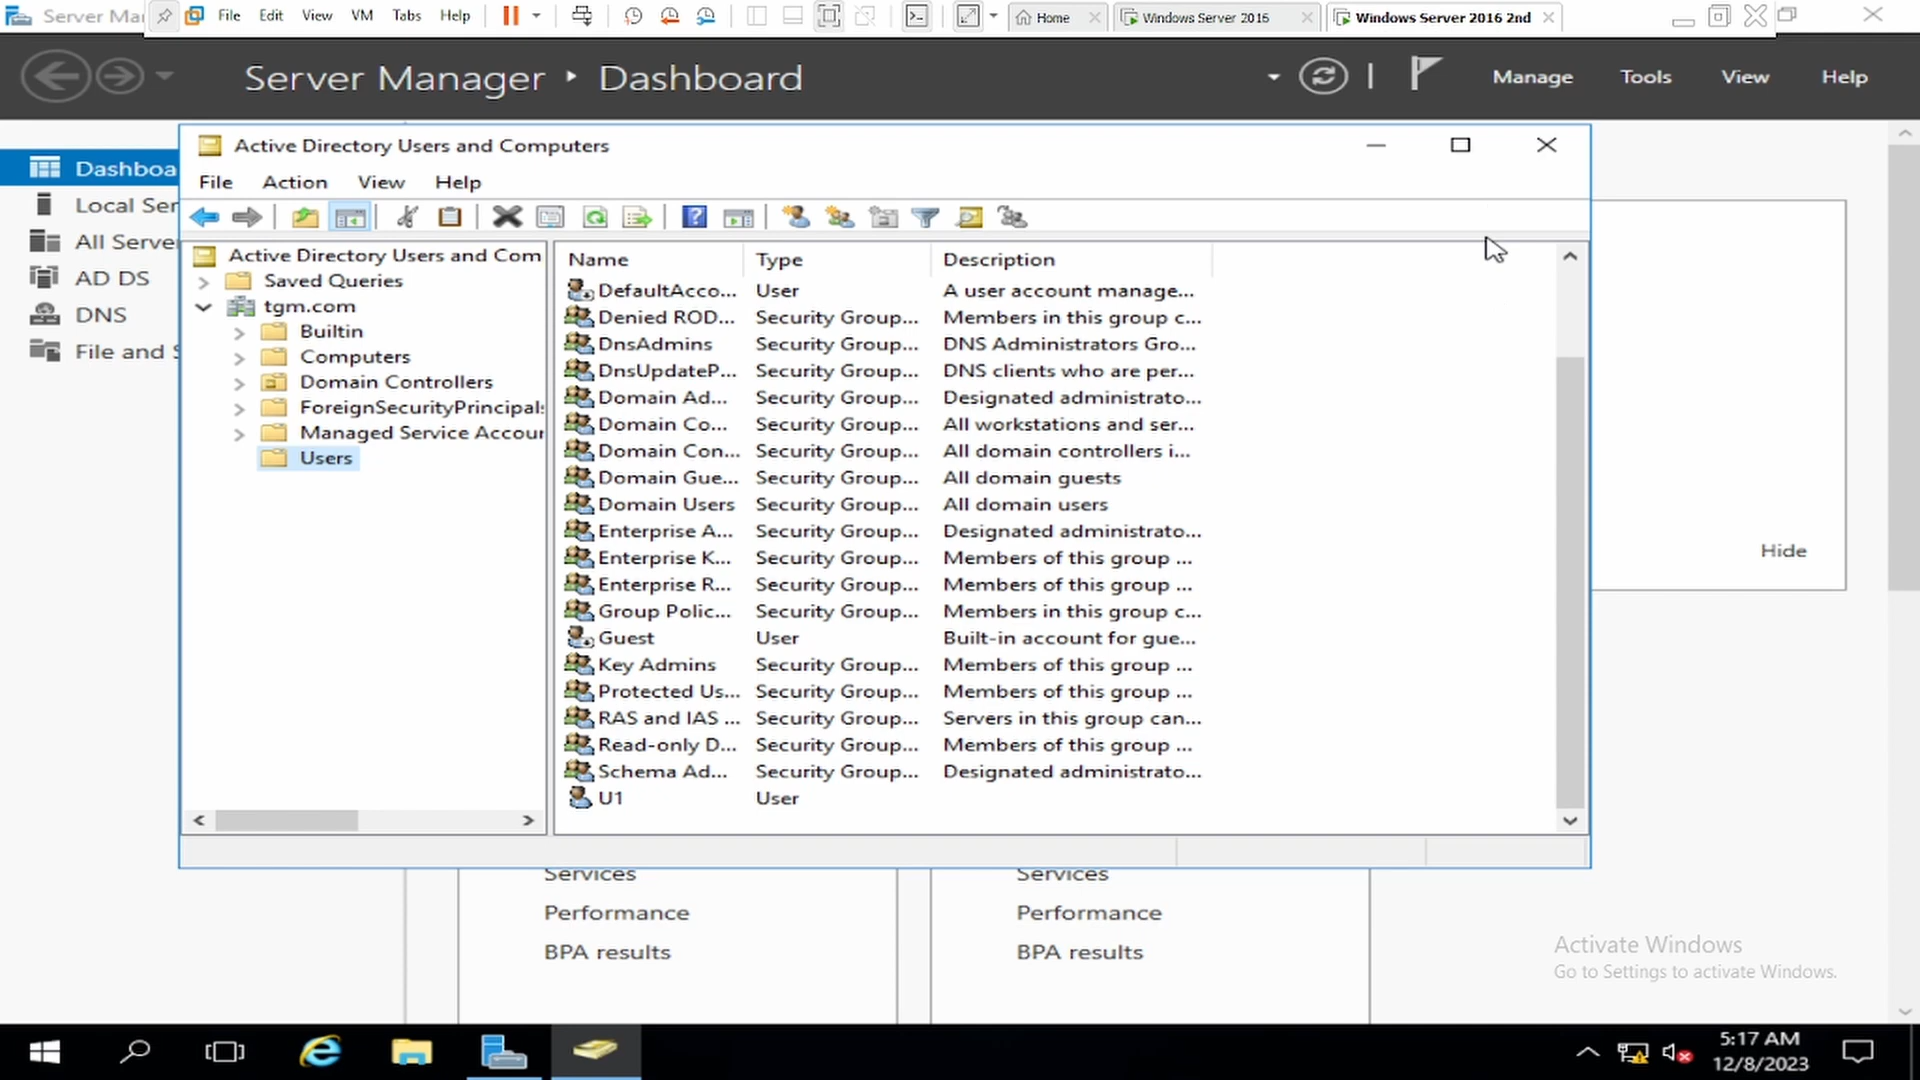 Server Ma
File Edit View VM Tabs Help
Home
Windows Server 2016
Windows Server 2016 2nd
Server Manager
Dashboard
Manage Tools View Help
Dashboa
Local Ser
All Serve
AD DS
DNS
File and S
Active Directory Users and Computers
File Action View Help
Active Directory Users and Com
Saved Queries
tgm.com
Builtin
Computers
Domain Controllers
ForeignSecurityPrincipals
Managed Service Accour
Users
Name Type Description
DefaultAcco... User A user account manage...
Denied ROD... Security Group... Members in this group c...
DnsAdmins Security Group... DNS Administrators Gro...
DnsUpdateP... Security Group... DNS clients who are per...
Domain Ad... Security Group... Designated administrato...
Domain Co... Security Group... All workstations and ser...
Domain Con... Security Group... All domain controllers i...
Domain Gue... Security Group... All domain guests
Domain Users Security Group... All domain users
Enterprise A... Security Group... Designated administrato...
Enterprise K... Security Group... Members of this group ...
Enterprise R... Security Group... Members of this group ...
Group Polic... Security Group... Members in this group c...
Guest User Built-in account for gue...
Key Admins Security Group... Members of this group ...
Protected Us... Security Group... Members of this group ...
RAS and IAS ... Security Group... Servers in this group can...
Read-only D... Security Group... Members of this group ...
Schema Ad... Security Group... Designated administrato...
U1 User
Hide
Services
Performance
BPA results
Services
Performance
BPA results
Activate Windows
Go to Settings to activate Windows.
5:17 AM
12/8/2023